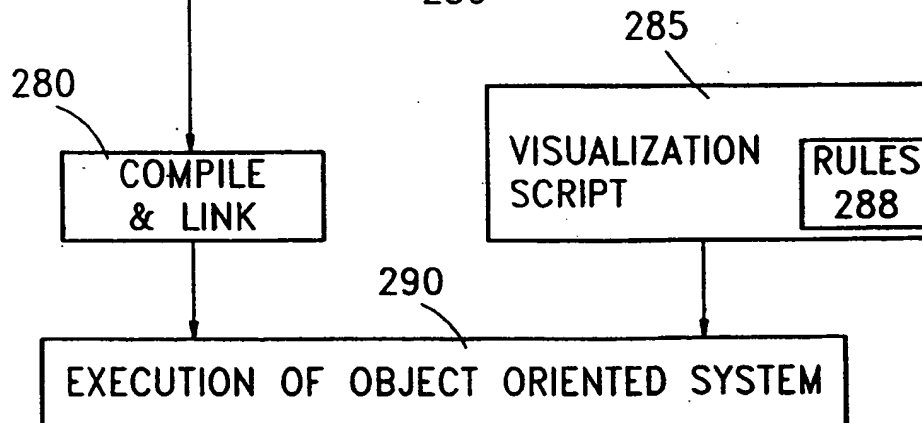 285
280
COMPILE
& LINK
VISUALIZATION
SCRIPT
RULES
288
290
EXECUTION OF OBJECT ORIENTED SYSTEM